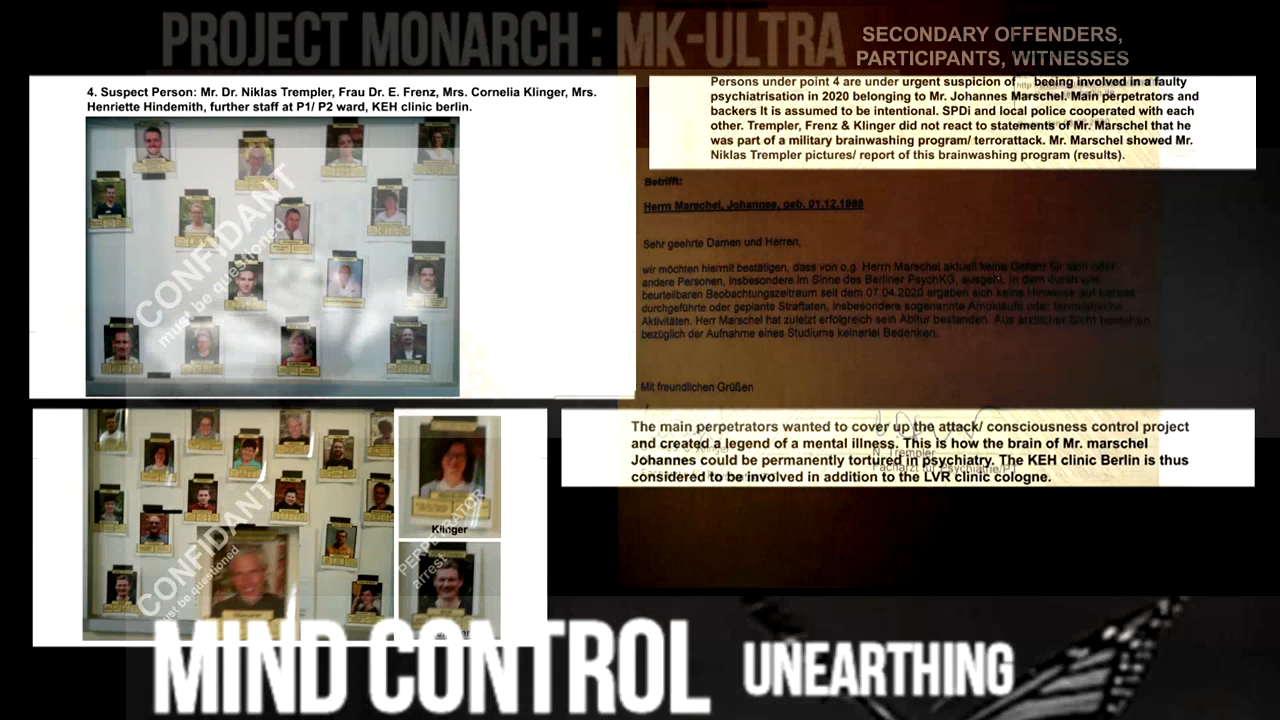 PROJECT MONARCH : MK-ULTRA
SECONDARY OFFENDERS,
PARTICIPANTS, WITNESSES
4. Suspect Person: Mr. Dr. Niklas Trempler, Frau Dr. E. Frenz, Mrs. Cornelia Klinger, Mrs.
Henriette Hindemith, further staff at P1/ P2 ward, KEH clinic berlin.
CONFIDANT
must be questioned
Persons under point 4 are under urgent suspicion of beeing involved in a faulty
psychiatrisation in 2020 belonging to Mr. Johannes Marschel. Main perpetrators and
backers It is assumed to be intentional. SPDi and local police cooperated with each
other. Trempler, Frenz & Klinger did not react to statements of Mr. Marschel that he
was part of a military brainwashing program/ terrorattack. Mr. Marschel showed Mr.
Niklas Trempler pictures/ report of this brainwashing program (results).
Betrifft:
Herrn Marschel, Johannes, geb. 01.12.1986
Sehr geehrte Damen und Herren,
wir möchten hiermit bestätigen, dass von o.g. Herrn Marschel aktuell keine Gefahr für sich oder
andere Personen, insbesondere im Sinne des Berliner PsychKG, ausgeht. In dem durch uns
beurteilbaren Beobachtungszeitraum seit dem 07.04.2020 ergaben sich keine Hinweise auf bereits
durchgeführte oder geplante Straftaten, insbesondere sogenannte Amokläufe oder terroristische
Aktivitäten. Herr Marschel hat zuletzt erfolgreich sein Abitur bestanden. Aus ärztlicher Sicht bestehen
bezüglich der Aufnahme eines Studiums keinerlei Bedenken.
Mit freundlichen Grüßen
CONFIDANT
must be questioned
Klinger
PERPETRATOR
arrest
The main perpetrators wanted to cover up the attack/ consciousness control project
and created a legend of a mental illness. This is how the brain of Mr. marschel
Johannes could be permanently tortured in psychiatry. The KEH clinic Berlin is thus
considered to be involved in addition to the LVR clinic cologne.
N. Trempler
Facharzt für Psychiatrie/
MIND CONTROL
UNEARTHING